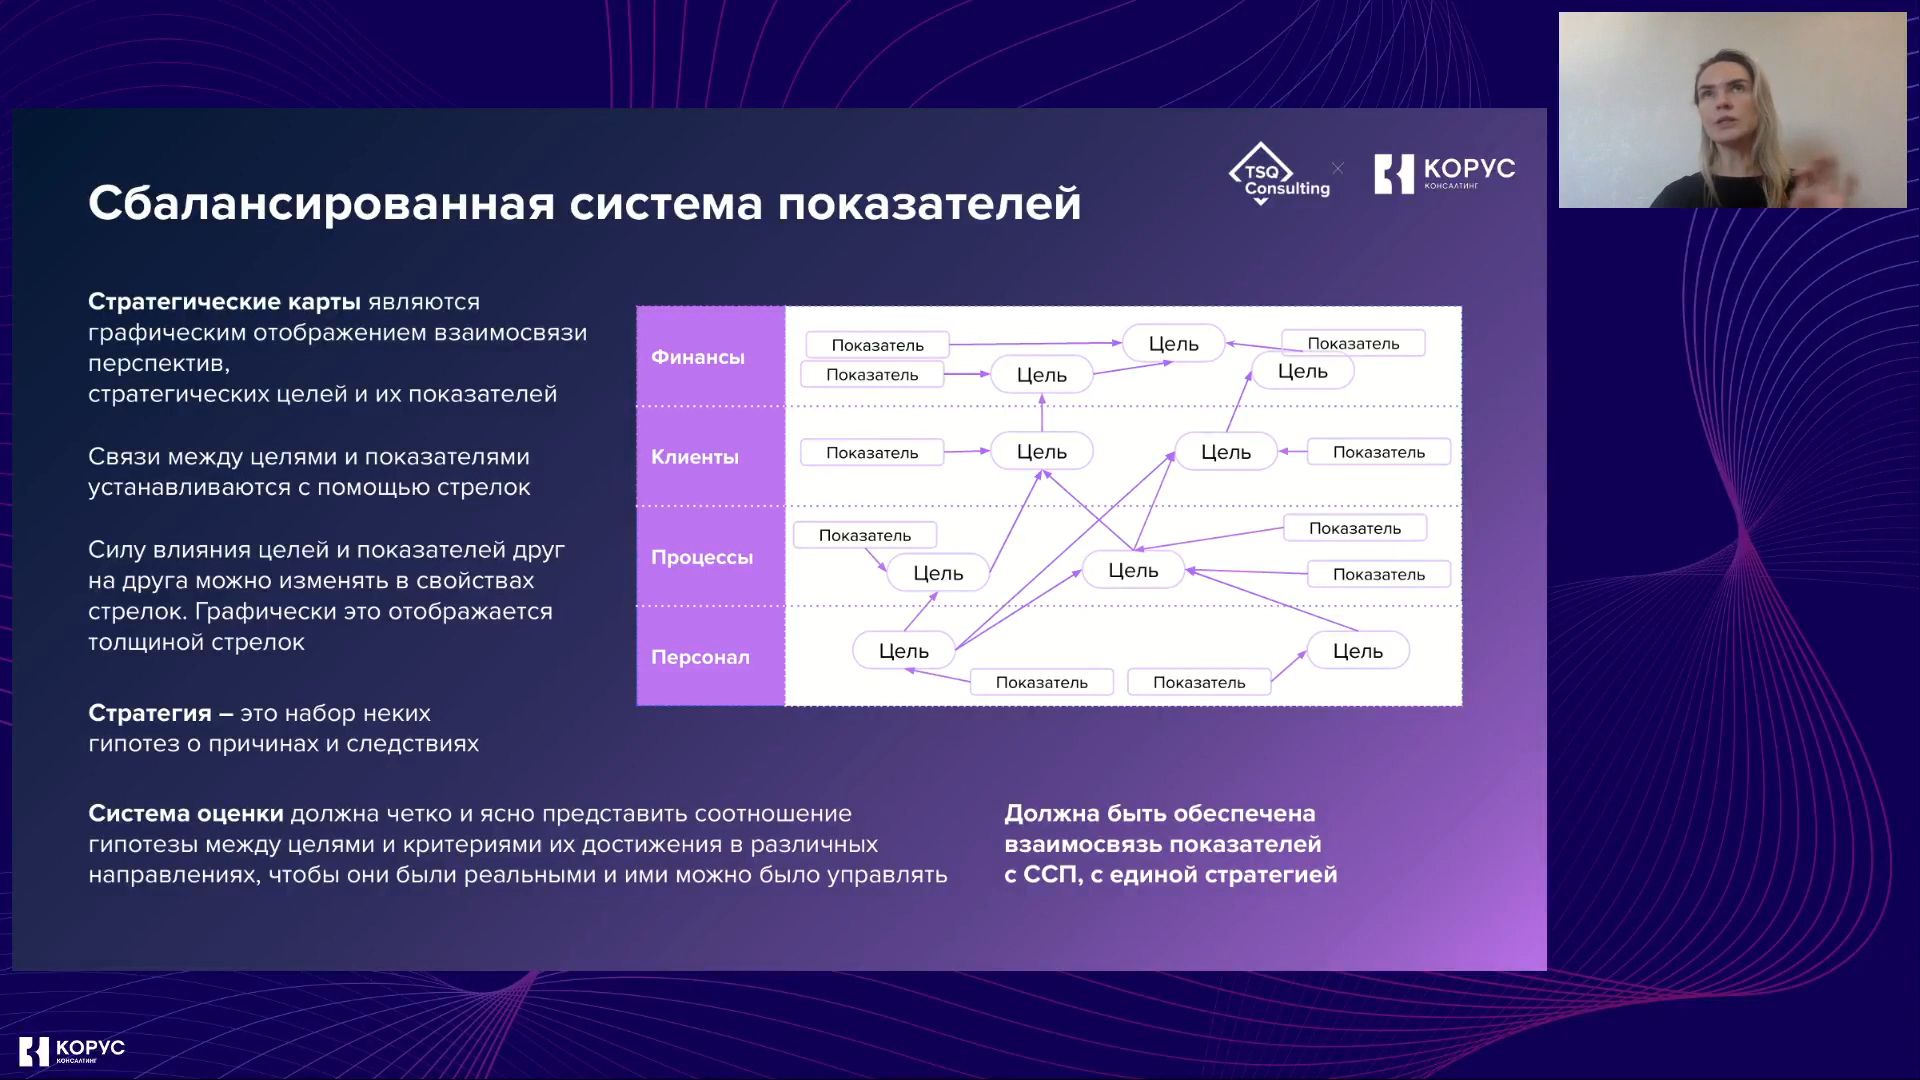 TSQ
Consulting
КОРУС
КОНСАЛТИНГ
Сбалансированная система показателей
Стратегические карты являются
графическим отображением взаимосвязи
перспектив,
стратегических целей и их показателей
Связи между целями и показателями
устанавливаются с помощью стрелок
Силу влияния целей и показателей друг
на друга можно изменять в свойствах
стрелок. Графически это отображается
толщиной стрелок
Стратегия – это набор неких
гипотез о причинах и следствиях
Финансы
Показатель
Цель
Показатель
Показатель
Цель
Цель
Клиенты
Показатель
Цель
Цель
Показатель
Процессы
Показатель
Показатель
Цель
Цель
Показатель
Персонал
Цель
Цель
Показатель
Показатель
Система оценки должна четко и ясно представить соотношение
гипотезы между целями и критериями их достижения в различных
направлениях, чтобы они были реальными и ими можно было управлять
Должна быть обеспечена
взаимосвязь показателей
с ССП, с единой стратегией
КОРУС
КОНСАЛТИНГ